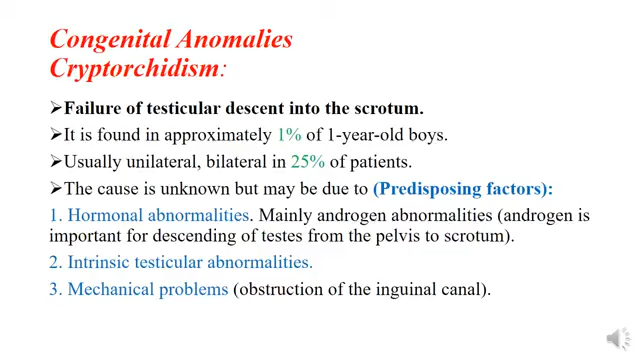 Congenital Anomalies
Cryptorchidism:
➢Failure of testicular descent into the scrotum.
➢It is found in approximately 1% of 1-year-old boys.
➢Usually unilateral, bilateral in 25% of patients.
➢The cause is unknown but may be due to (Predisposing factors):
1. Hormonal abnormalities. Mainly androgen abnormalities (androgen is
important for descending of testes from the pelvis to scrotum).
2. Intrinsic testicular abnormalities.
3. Mechanical problems (obstruction of the inguinal canal).